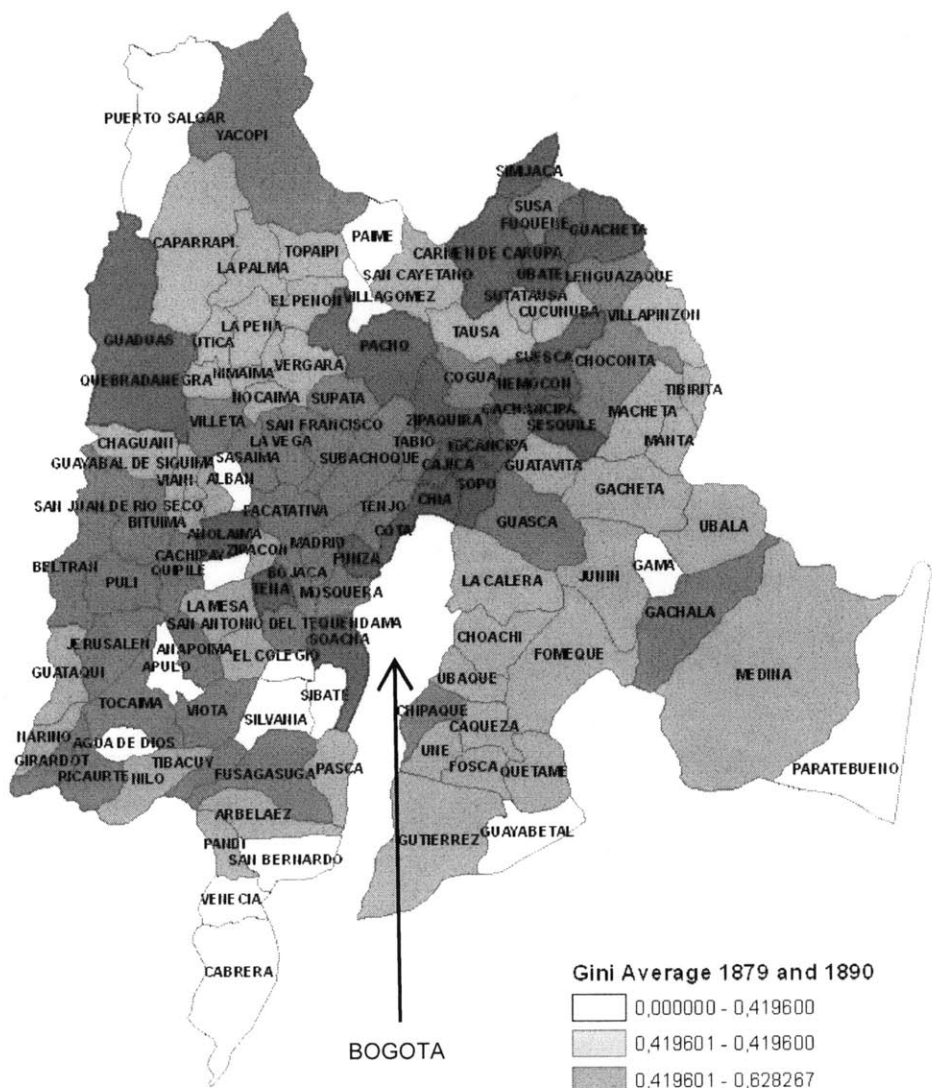 PUERTO SALGAR
YACOPI
SIMIJACA
SUSA
FUQUENE
GUACHETA
PAIME
CAPARRAPI
TOPAIPI
CARMEN DE CARUPA
LA PALMA
SAN CAYETANO
UBATE
LENGUAZAQUE
EL PENON
VILLAGOMEZ
SUTATAUSA
CUCUNUBA
VILLAPINZON
LA PENA
TAUSA
GUADUAS
UTICA
PACHO
SUESCA
CHOCONTA
VERGARA
QUEBRADANEGRA
NIMAIMA
COGUA
NEMOCON
TIBIRITA
NOCAIMA
SUPATA
GACHANCIPA
MACHETA
VILLETA
SAN FRANCISCO
ZIPAQUIRA
SESQUILE
CHAGUANI
LA VEGA
TABIO
TOCANCIPA
MANTA
GUAYABAL DE SIQUIMA
SASAIMA
SUBACHOQUE
CAJICA
GUATAVITA
VIANI
ALBAN
SOPO
GACHETA
SAN JUAN DE RIO SECO
CHIA
FACATATIVA
TENJO
GUASCA
UBALA
BITUIMA
ANOLAIMA
COTA
MADRID
CACHIPAY
ZIPACON
PUNZA
BELTRAN
QUIPILE
BOJACA
JUNIN
GAMA
PULI
TENA
MOSQUERA
LA CALERA
LA MESA
GACHALA
SAN ANTONIO DEL TEQUENDAMA
JERUSALEN
SOACHA
CHOACHI
ANAPOIMA
EL COLEGIO
FOMEQUE
GUATAQUI
APULO
MEDINA
UBAQUE
SIBATE
TOCAIMA
VIOTA
SILVANIA
CHIPAQUE
CAQUEZA
NARINO
AGUA DE DIOS
UNE
GIRARDOT
TIBACUY
PASCA
FOSCA
QUETAME
PARATEBUENO
RICAURTE
NILO
FUSAGASUGA
ARBELAEZ
GUAYABETAL
GUTIERREZ
PANDI
SAN BERNARDO
VENECIA
CABRERA
BOGOTA
Gini Average 1879 and 1890
0,000000 - 0,419600
0,419601 - 0,419600
0,419601 - 0,628267